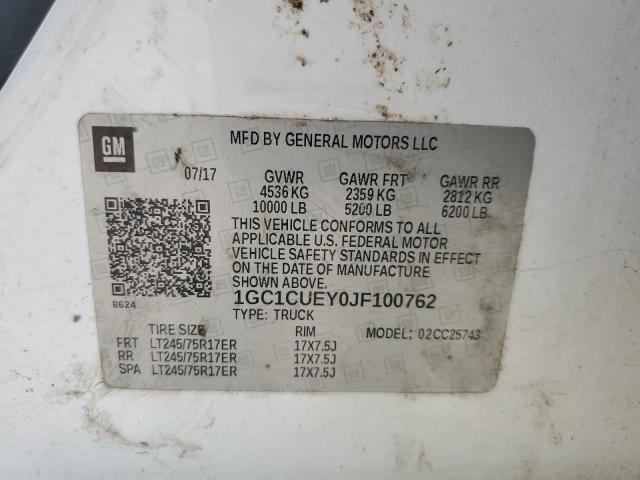 GM
MFD BY GENERAL MOTORS LLC
07/17 GVWR GAWR FRT GAWR RR
4536 KG 2359 KG 2812 KG
10000 LB 5200 LB 6200 LB
THIS VEHICLE CONFORMS TO ALL
APPLICABLE U.S. FEDERAL MOTOR
VEHICLE SAFETY STANDARDS IN EFFECT
ON THE DATE OF MANUFACTURE
SHOWN ABOVE.
8624
1GC1CUEY0JF100762
TYPE: TRUCK MODEL: 02CC25743
TIRE SIZE RIM
FRT LT245/75R17ER 17X7.5J
RR LT245/75R17ER 17X7.5J
SPA LT245/75R17ER 17X7.5J